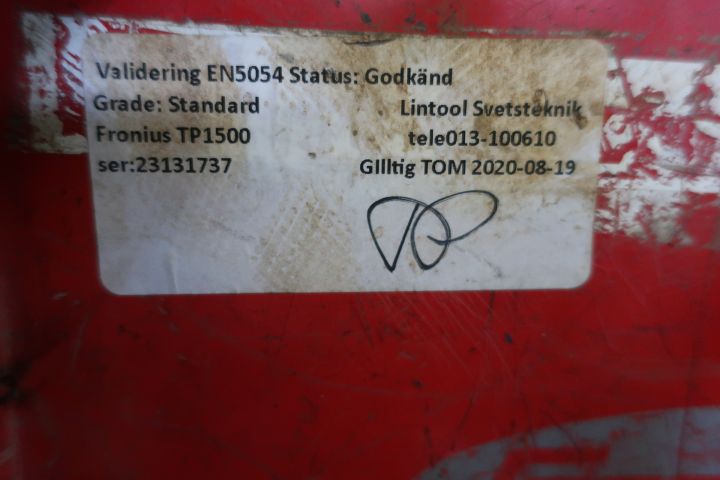 Validering EN5054 Status: Godkänd
Grade: Standard Lintool Svetsteknik
Fronius TP1500 tele013-100610
ser:23131737 GIlltig TOM 2020-08-19